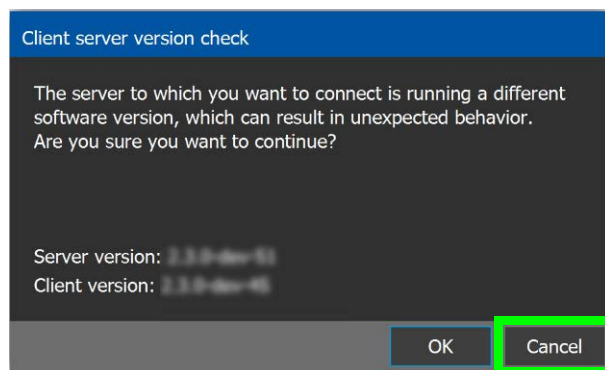 Client server version check
The server to which you want to connect is running a different
software version, which can result in unexpected behavior.
Are you sure you want to continue?
Server version:
Client version:
OK
Cancel